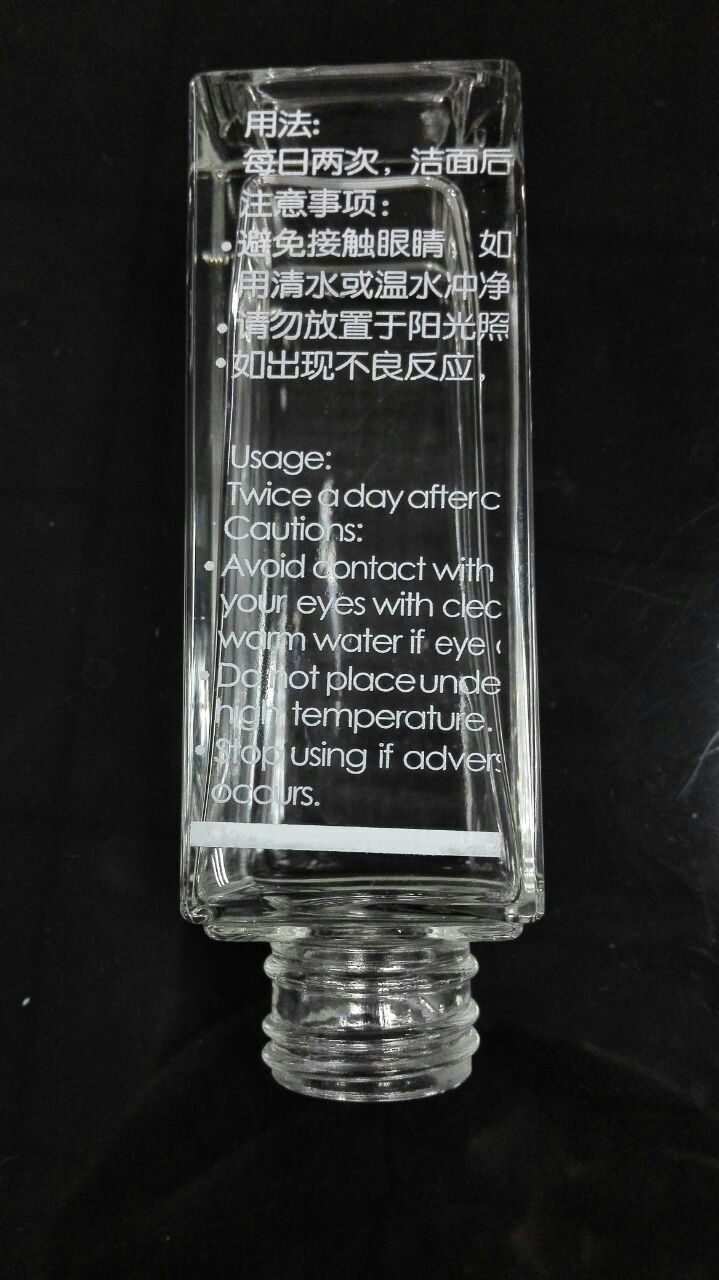 用法:
每日两次，洁面后
注意事项：
•避免接触眼睛，如
用清水或温水冲净
•请勿放置于阳光照
•如出现不良反应，
Usage:
Twice a day after c
Cautions:
•Avoid contact with
your eyes with clea
warm water if eye c
•Do not place unde
high temperature.
•Stop using if advers
occurs.